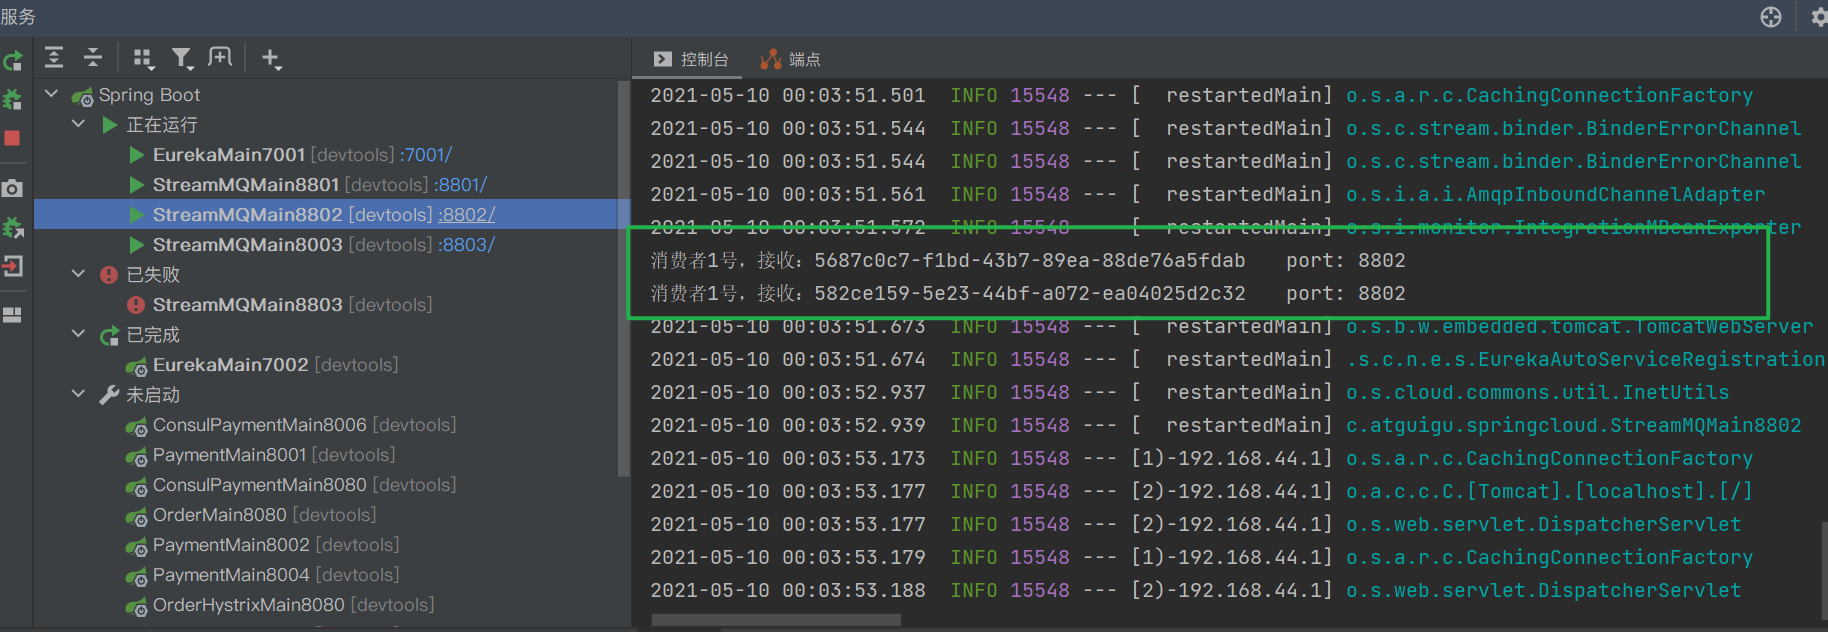 服务
Spring Boot
正在运行
EurekaMain7001 [devtools] :7001/
StreamMQMain8801 [devtools] :8801/
StreamMQMain8802 [devtools] :8802/
StreamMQMain8003 [devtools] :8803/
已失败
StreamMQMain8803 [devtools]
已完成
EurekaMain7002 [devtools]
未启动
ConsulPaymentMain8006 [devtools]
PaymentMain8001 [devtools]
ConsulPaymentMain8080 [devtools]
OrderMain8080 [devtools]
PaymentMain8002 [devtools]
PaymentMain8004 [devtools]
OrderHystrixMain8080 [devtools]
控制台 端点
2021-05-10 00:03:51.501 INFO 15548 --- [ restartedMain] o.s.a.r.c.CachingConnectionFactory
2021-05-10 00:03:51.544 INFO 15548 --- [ restartedMain] o.s.c.stream.binder.BinderErrorChannel
2021-05-10 00:03:51.544 INFO 15548 --- [ restartedMain] o.s.c.stream.binder.BinderErrorChannel
2021-05-10 00:03:51.561 INFO 15548 --- [ restartedMain] o.s.i.a.i.AmqpInboundChannelAdapter
2021-05-10 00:03:51.572 INFO 15548 --- [ restartedMain] o.s.i.monitor.IntegrationMBeanExporter
消费者1号，接收：5687c0c7-f1bd-43b7-89ea-88de76a5fdab port: 8802
消费者1号，接收：582ce159-5e23-44bf-a072-ea04025d2c32 port: 8802
2021-05-10 00:03:51.673 INFO 15548 --- [ restartedMain] o.s.b.w.embedded.tomcat.TomcatWebServer
2021-05-10 00:03:51.674 INFO 15548 --- [ restartedMain] .s.c.n.e.s.EurekaAutoServiceRegistration
2021-05-10 00:03:52.937 INFO 15548 --- [ restartedMain] o.s.cloud.commons.util.InetUtils
2021-05-10 00:03:52.939 INFO 15548 --- [ restartedMain] c.atguigu.springcloud.StreamMQMain8802
2021-05-10 00:03:53.173 INFO 15548 --- [1)-192.168.44.1] o.s.a.r.c.CachingConnectionFactory
2021-05-10 00:03:53.177 INFO 15548 --- [2)-192.168.44.1] o.a.c.c.C.[Tomcat].[localhost].[/]
2021-05-10 00:03:53.177 INFO 15548 --- [2)-192.168.44.1] o.s.web.servlet.DispatcherServlet
2021-05-10 00:03:53.179 INFO 15548 --- [1)-192.168.44.1] o.s.a.r.c.CachingConnectionFactory
2021-05-10 00:03:53.188 INFO 15548 --- [2)-192.168.44.1] o.s.web.servlet.DispatcherServlet